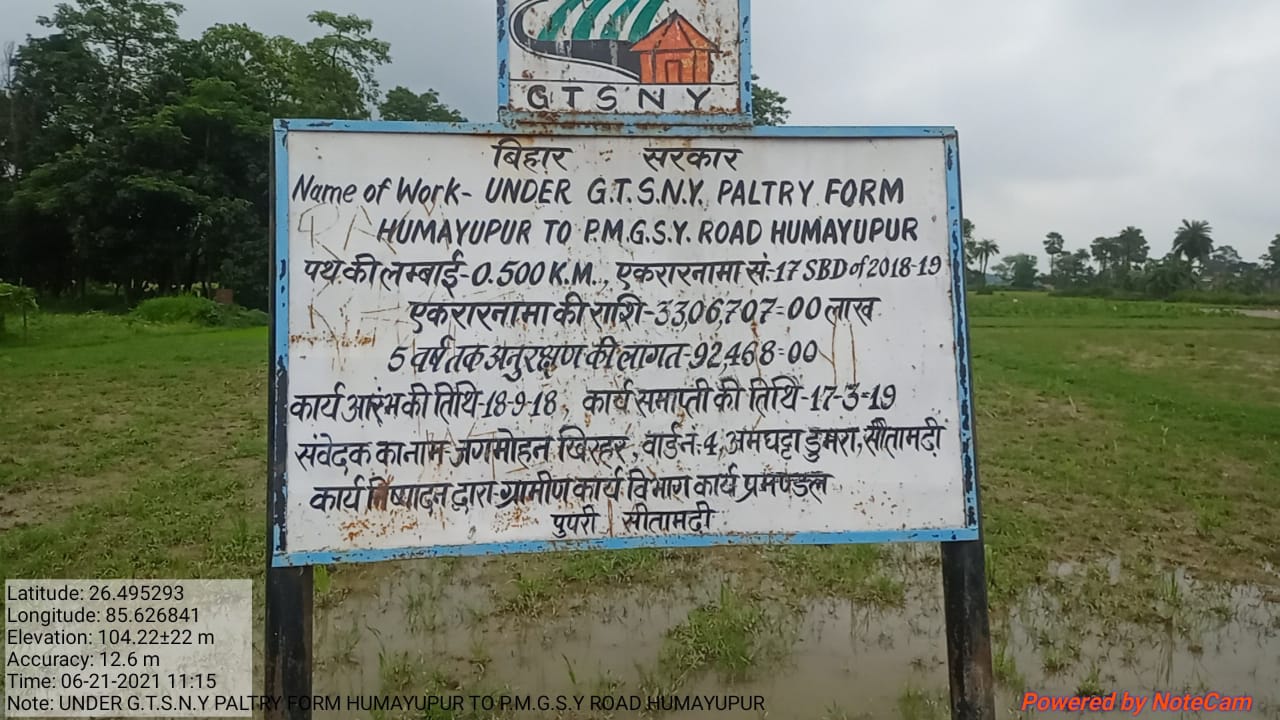 GTSNY
बिहार सरकार
Name of Work- UNDER G.T.S.N.Y. PALTRY FORM
HUMAYUPUR TO P.M.G.S.Y. ROAD HUMAYUPUR
पथ की लम्बाई-0.500 K.M., एकरारनामा सं:-17 SBD of 2018-19
एकरारनामा की राशि-3306,707=00 लाख
5 वर्ष तक अनुरक्षण की लागत-92,468=00
कार्य आरंभ की तिथि-18-9-18, कार्य समाप्ती की तिथि-17-3-19
संवेदक का नाम-जगमोहन खिरहर, वार्ड नं.4, अमघट्टा डुमरा, सीतामढ़ी
कार्य निष्पादन द्वारा-ग्रामीण कार्य विभाग कार्य प्रमण्डल
पुपरी सीतामढ़ी
Latitude: 26.495293
Longitude: 85.626841
Elevation: 104.22±22 m
Accuracy: 12.6 m
Time: 06-21-2021 11:15
Note: UNDER G.T.S.N.Y PALTRY FORM HUMAYUPUR TO P.M.G.S.Y ROAD HUMAYUPUR
Powered by NoteCam